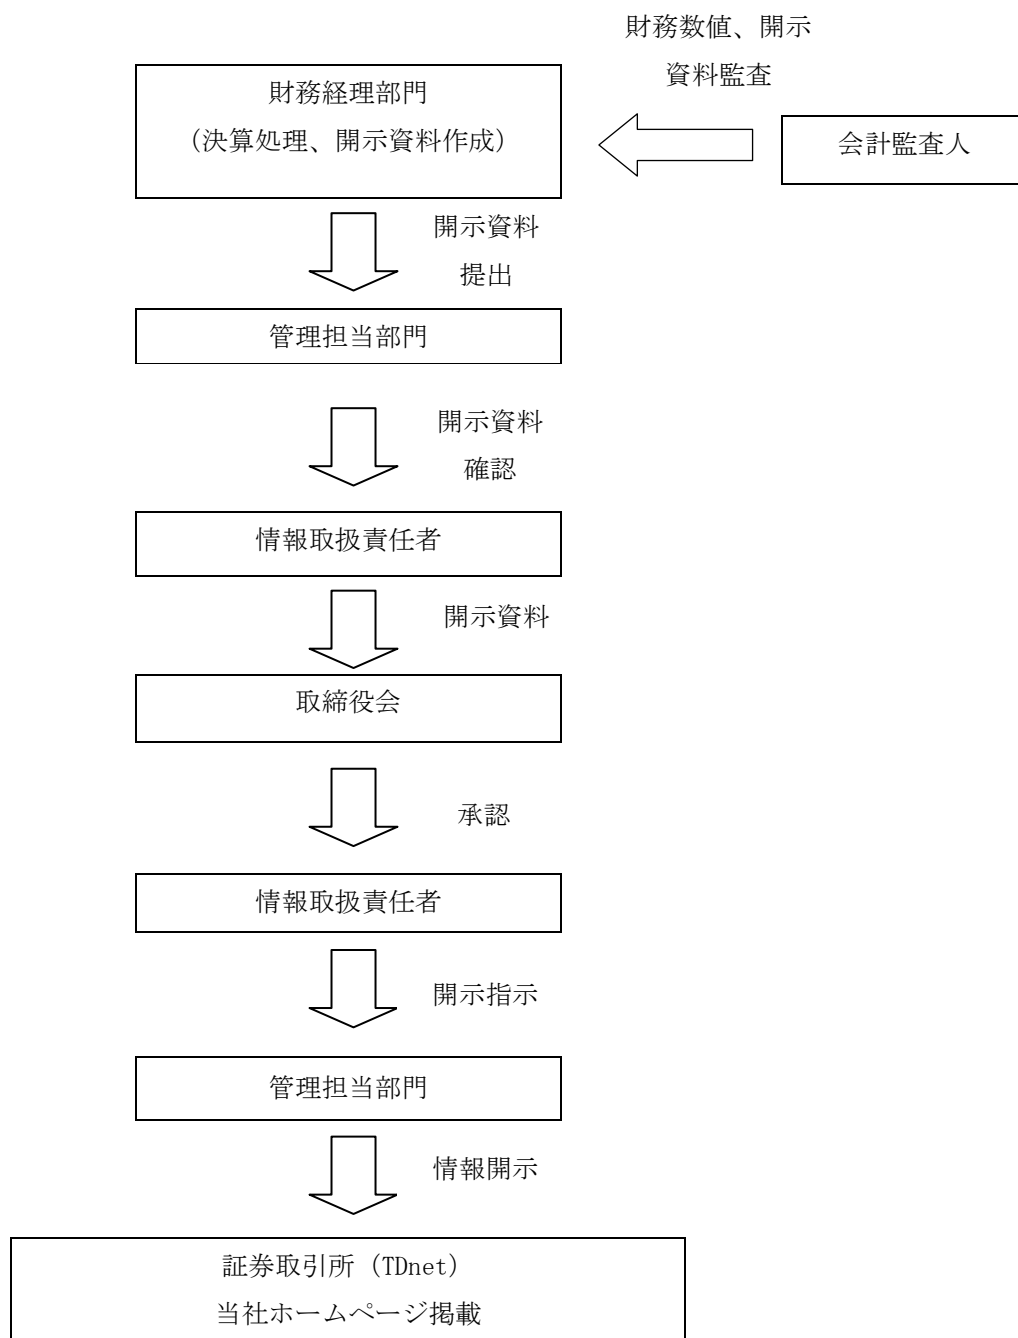 財務数値、開示
資料監査
財務経理部門
（決算処理、開示資料作成）
会計監査人
開示資料
提出
管理担当部門
開示資料
確認
情報取扱責任者
開示資料
取締役会
承認
情報取扱責任者
開示指示
管理担当部門
情報開示
証券取引所（TDnet）
当社ホームページ掲載